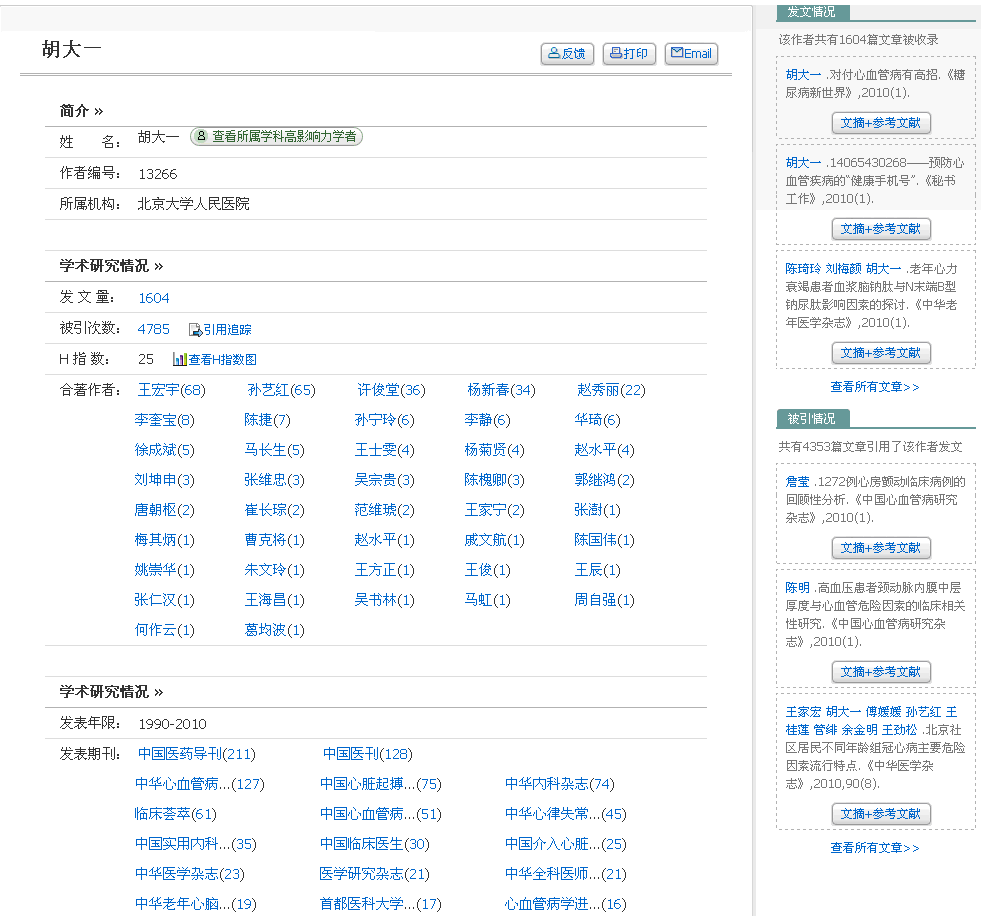 胡大一
反馈 打印 Email
简介 »
姓 名： 胡大一 查看所属学科高影响力学者
作者编号： 13266
所属机构： 北京大学人民医院
学术研究情况 »
发 文 量： 1604
被引次数： 4785 引用追踪
H 指 数： 25 查看H指数图
合著作者： 王宏宇(68) 孙艺红(65) 许俊堂(36) 杨新春(34) 赵秀丽(22)
李奎宝(8) 陈捷(7) 孙宁玲(6) 李静(6) 华琦(6)
徐成斌(5) 马长生(5) 王士雯(4) 杨菊贤(4) 赵水平(4)
刘坤申(3) 张维忠(3) 吴宗贵(3) 陈槐卿(3) 郭继鸿(2)
唐朝枢(2) 崔长琮(2) 范维琥(2) 王家宁(2) 张澍(1)
梅其炳(1) 曹克将(1) 赵水平(1) 戚文航(1) 陈国伟(1)
姚崇华(1) 朱文玲(1) 王方正(1) 王俊(1) 王辰(1)
张仁汉(1) 王海昌(1) 吴书林(1) 马虹(1) 周自强(1)
何作云(1) 葛均波(1)
学术研究情况 »
发表年限： 1990-2010
发表期刊： 中国医药导刊(211) 中国医刊(128)
中华心血管病...(127) 中国心脏起搏...(75) 中华内科杂志(74)
临床荟萃(61) 中国心血管病...(51) 中华心律失常...(45)
中国实用内科...(35) 中国临床医生(30) 中国介入心脏...(25)
中华医学杂志(23) 医学研究杂志(21) 中华全科医师...(21)
中华老年心脑...(19) 首都医科大学...(17) 心血管病学进...(16)
发文情况
该作者共有1604篇文章被收录
胡大一 .对付心血管病有高招.《糖
尿病新世界》,2010(1).
文摘+参考文献
胡大一 .14065430268——预防心
血管疾病的“健康手机号”.《秘书
工作》,2010(1).
文摘+参考文献
陈琦玲 刘梅颜 胡大一 .老年心力
衰竭患者血浆脑钠肽与N末端B型
钠尿肽影响因素的探讨.《中华老
年医学杂志》,2010(1).
文摘+参考文献
查看所有文章>>
被引情况
共有4353篇文章引用了该作者发文
詹莹 .1272例心房颤动临床病例的
回顾性分析.《中国心血管病研究
杂志》,2010(1).
文摘+参考文献
陈明 .高血压患者颈动脉内膜中层
厚度与心血管危险因素的临床相关
性研究.《中国心血管病研究杂
志》,2010(1).
文摘+参考文献
王家宏 胡大一 傅媛媛 孙艺红 王
桂莲 管绯 余金明 王劲松 .北京社
区居民不同年龄组冠心病主要危险
因素流行特点.《中华医学杂
志》,2010,90(8).
文摘+参考文献
查看所有文章>>